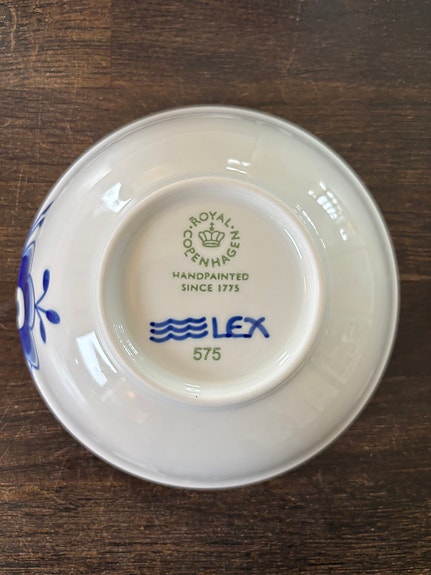 ROYAL COPENHAGEN
HANDPAINTED
SINCE 1775
LEX
575